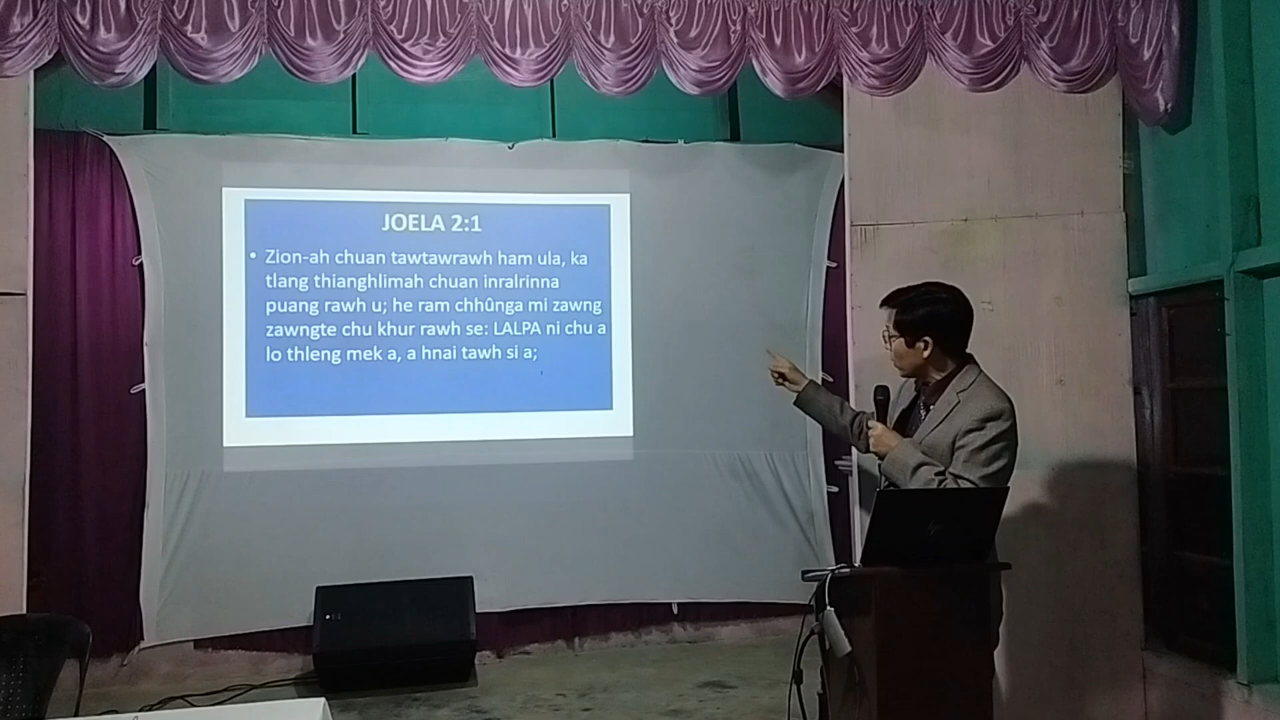 JOELA 2:1
• Zion-ah chuan tawtawrawh ham ula, ka
tlang thianghlimah chuan inralrinna
puang rawh u; he ram chhûnga mi zawng
zawngte chu khur rawh se: LALPA ni chu a
lo thleng mek a, a hnai tawh si a;